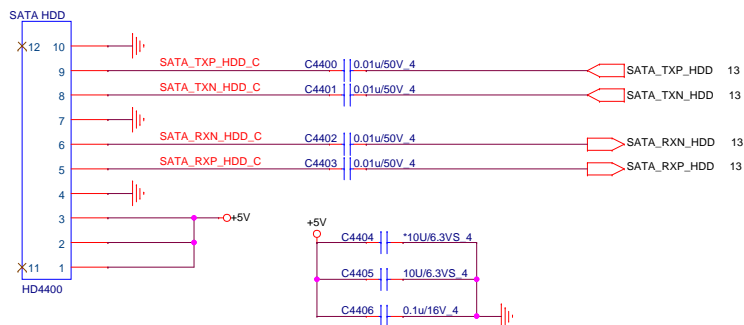 SATA HDD
12 10
9 SATA_TXP_HDD_C C4400 0.01u/50V_4 SATA_TXP_HDD 13
8 SATA_TXN_HDD_C C4401 0.01u/50V_4 SATA_TXN_HDD 13
7
6 SATA_RXN_HDD_C C4402 0.01u/50V_4 SATA_RXN_HDD 13
5 SATA_RXP_HDD_C C4403 0.01u/50V_4 SATA_RXP_HDD 13
4
3 +5V +5V
2 C4404 *10U/6.3VS_4
11 1 C4405 10U/6.3VS_4
HD4400
C4406 0.1u/16V_4